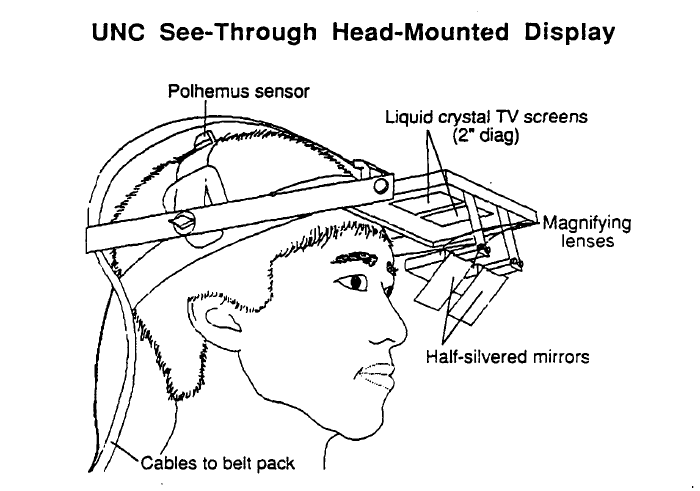 UNC See-Through Head-Mounted Display
Polhemus sensor
Liquid crystal TV screens
(2" diag)
Magnifying
lenses
Half-silvered mirrors
Cables to belt pack